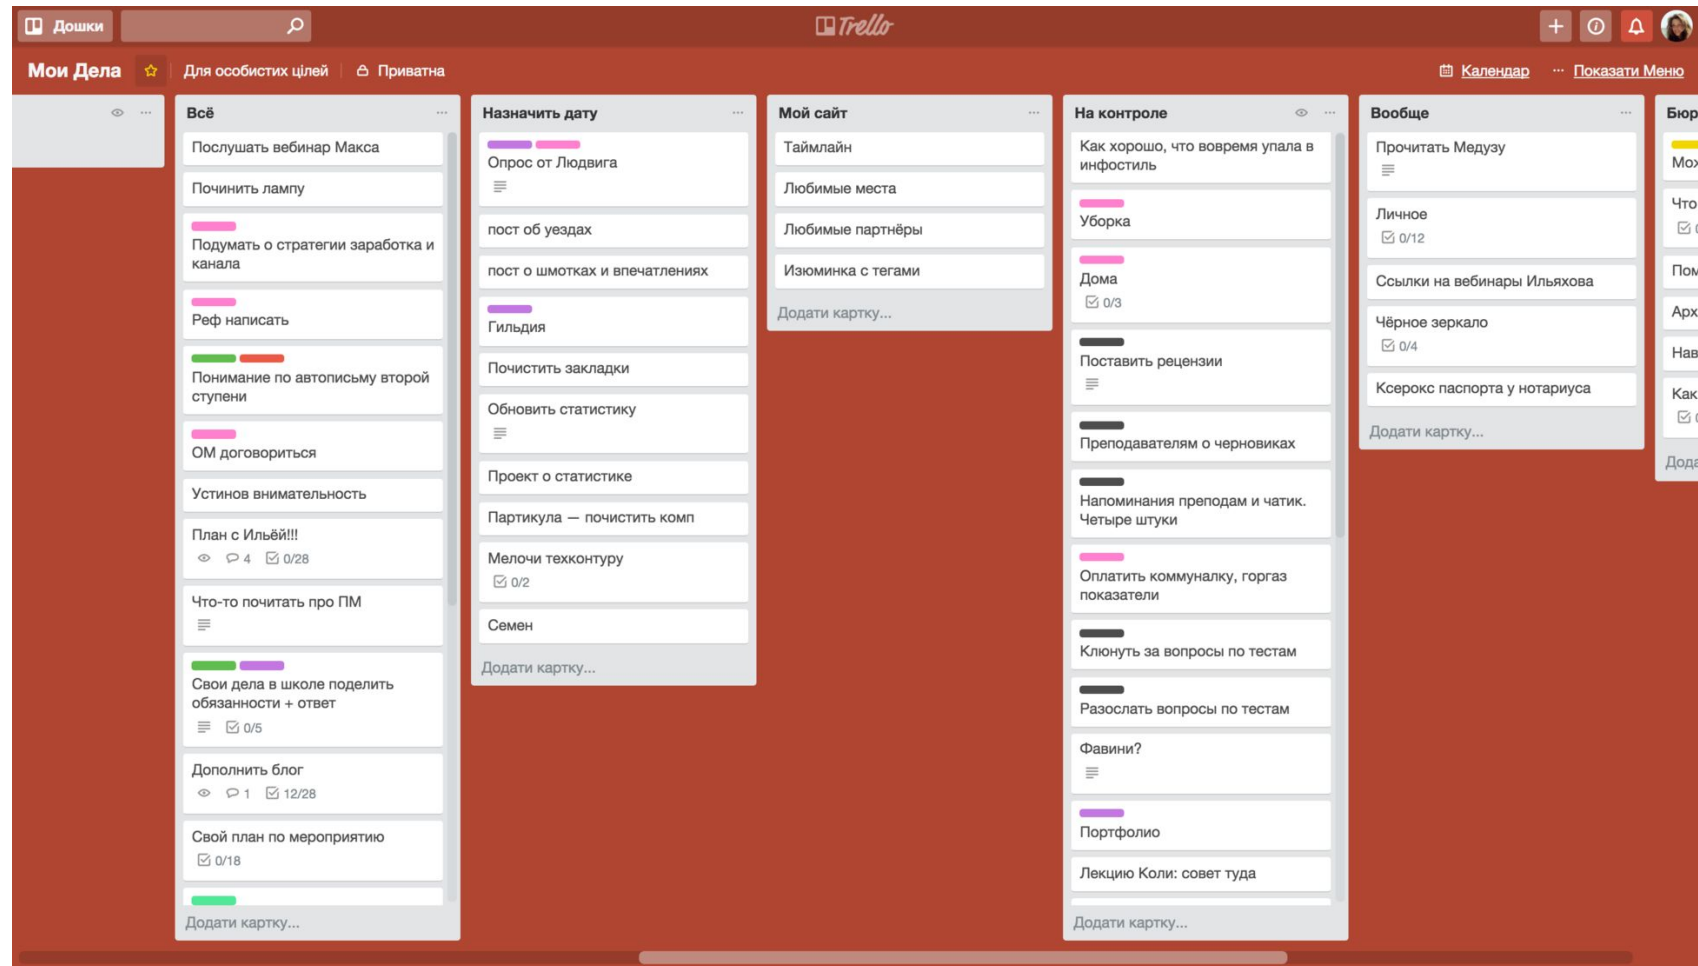 Дошки
Trello
Мои Дела
Для особистих цілей
Приватна
Календар
Показати Меню
Всё
Послушать вебинар Макса
Починить лампу
Подумать о стратегии заработка и
канала
Реф написать
Понимание по автописьму второй
ступени
ОМ договориться
Устинов внимательность
План с Ильёй!!!
4 0/28
Что-то почитать про ПМ
Свои дела в школе поделить
обязанности + ответ
0/5
Дополнить блог
1 12/28
Свой план по мероприятию
0/18
Додати картку...
Назначить дату
Опрос от Людвига
пост об уездах
пост о шмотках и впечатлениях
Гильдия
Почистить закладки
Обновить статистику
Проект о статистике
Партикула — почистить комп
Мелочи техконтуру
0/2
Семен
Додати картку...
Мой сайт
Таймлайн
Любимые места
Любимые партнёры
Изюминка с тегами
Додати картку...
На контроле
Как хорошо, что вовремя упала в
инфостиль
Уборка
Дома
0/3
Поставить рецензии
Преподавателям о черновиках
Напоминания преподам и чатик.
Четыре штуки
Оплатить коммуналку, горгаз
показатели
Клюнуть за вопросы по тестам
Разослать вопросы по тестам
Фавини?
Портфолио
Лекцию Коли: совет туда
Додати картку...
Вообще
Прочитать Медузу
Личное
0/12
Ссылки на вебинары Ильяхова
Чёрное зеркало
0/4
Ксерокс паспорта у нотариуса
Додати картку...
Бюр
Что
Пом
Арх
Нав
Как